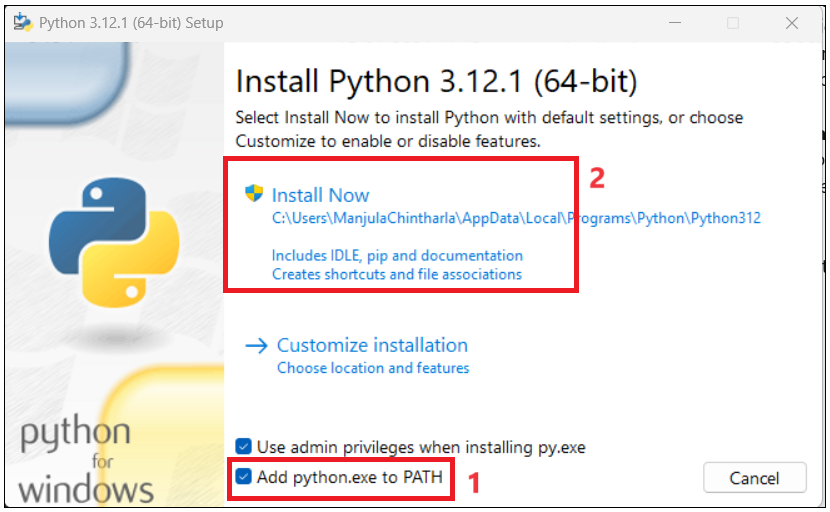 Python 3.12.1 (64-bit) Setup
Install Python 3.12.1 (64-bit)
Select Install Now to install Python with default settings, or choose
Customize to enable or disable features.
2
Install Now
C:\Users\ManjulaChintharla\AppData\Local\Programs\Python\Python312
Includes IDLE, pip and documentation
Creates shortcuts and file associations
Customize installation
Choose location and features
python
for
windows
Use admin privileges when installing py.exe
Add python.exe to PATH
1
Cancel